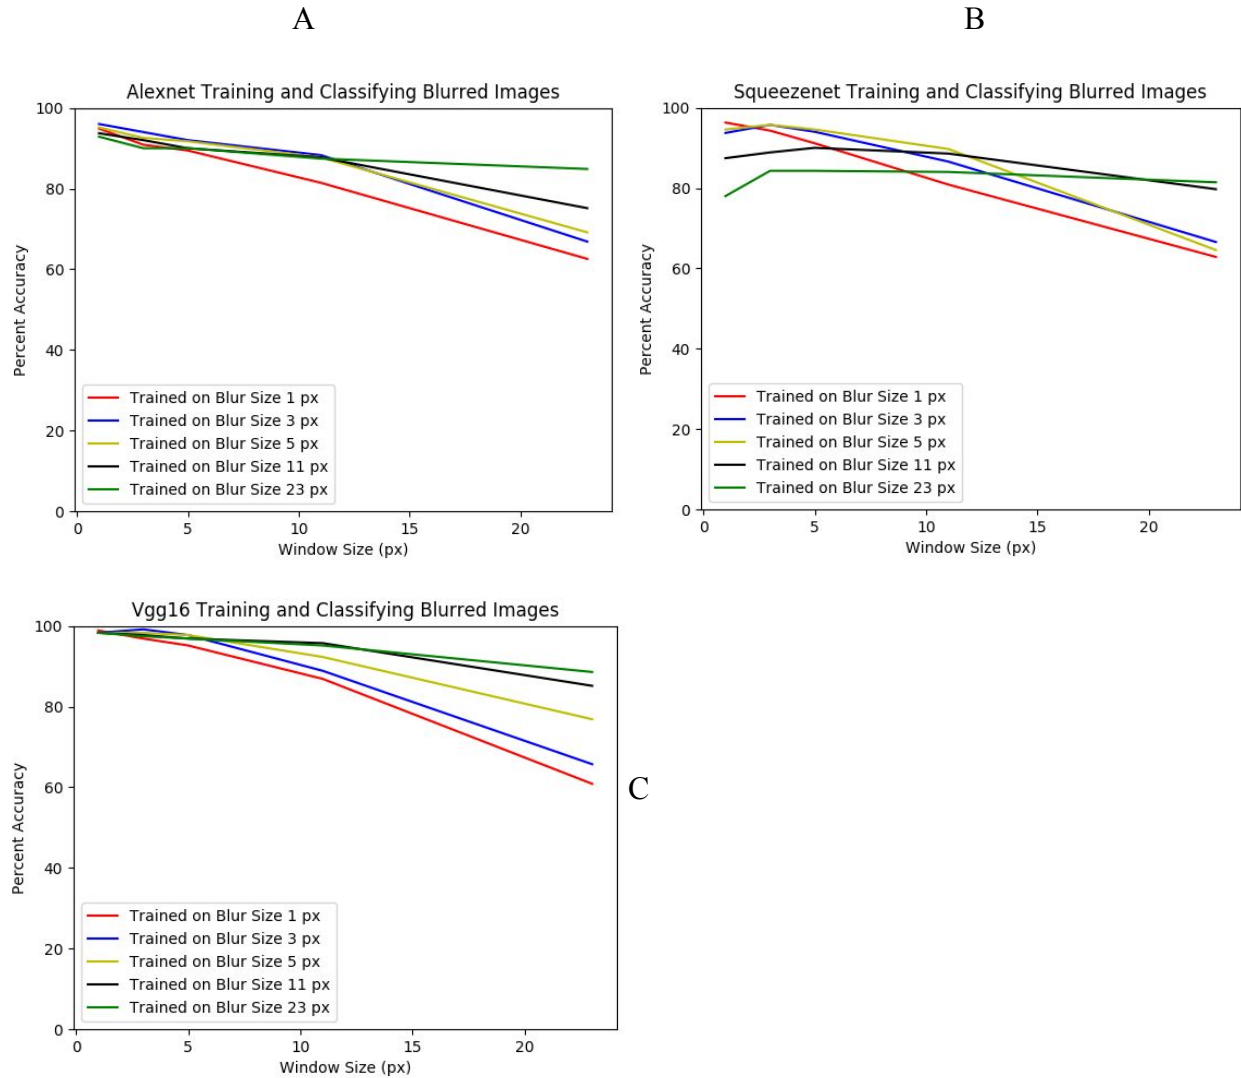 A
B
Alexnet Training and Classifying Blurred Images
100
80
60
40
20
0
Percent Accuracy
Trained on Blur Size 1 px
Trained on Blur Size 3 px
Trained on Blur Size 5 px
Trained on Blur Size 11 px
Trained on Blur Size 23 px
0 5 10 15 20
Window Size (px)
Squeezenet Training and Classifying Blurred Images
100
80
60
40
20
0
Percent Accuracy
Trained on Blur Size 1 px
Trained on Blur Size 3 px
Trained on Blur Size 5 px
Trained on Blur Size 11 px
Trained on Blur Size 23 px
0 5 10 15 20
Window Size (px)
Vgg16 Training and Classifying Blurred Images
100
80
60
40
20
0
Percent Accuracy
Trained on Blur Size 1 px
Trained on Blur Size 3 px
Trained on Blur Size 5 px
Trained on Blur Size 11 px
Trained on Blur Size 23 px
0 5 10 15 20
Window Size (px)
C